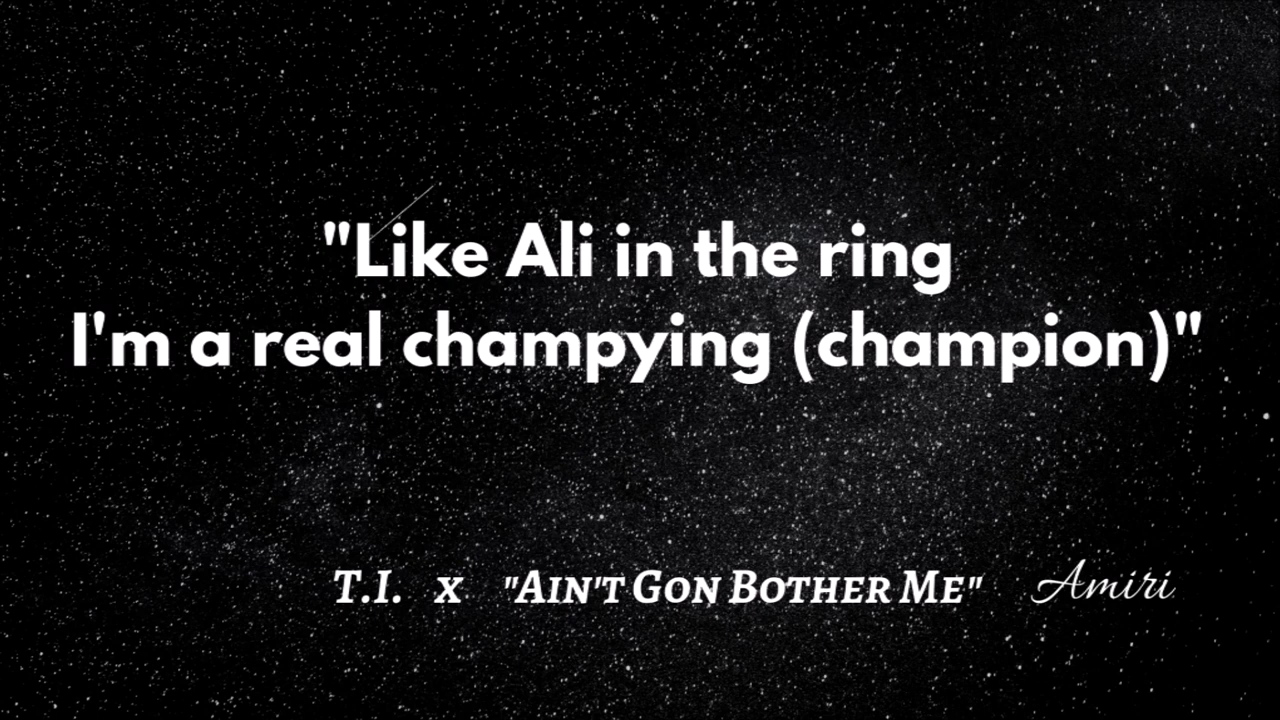 "Like Ali in the ring
I'm a real champying (champion)"
T.I. x "Ain't Gon Bother Me" Amiri